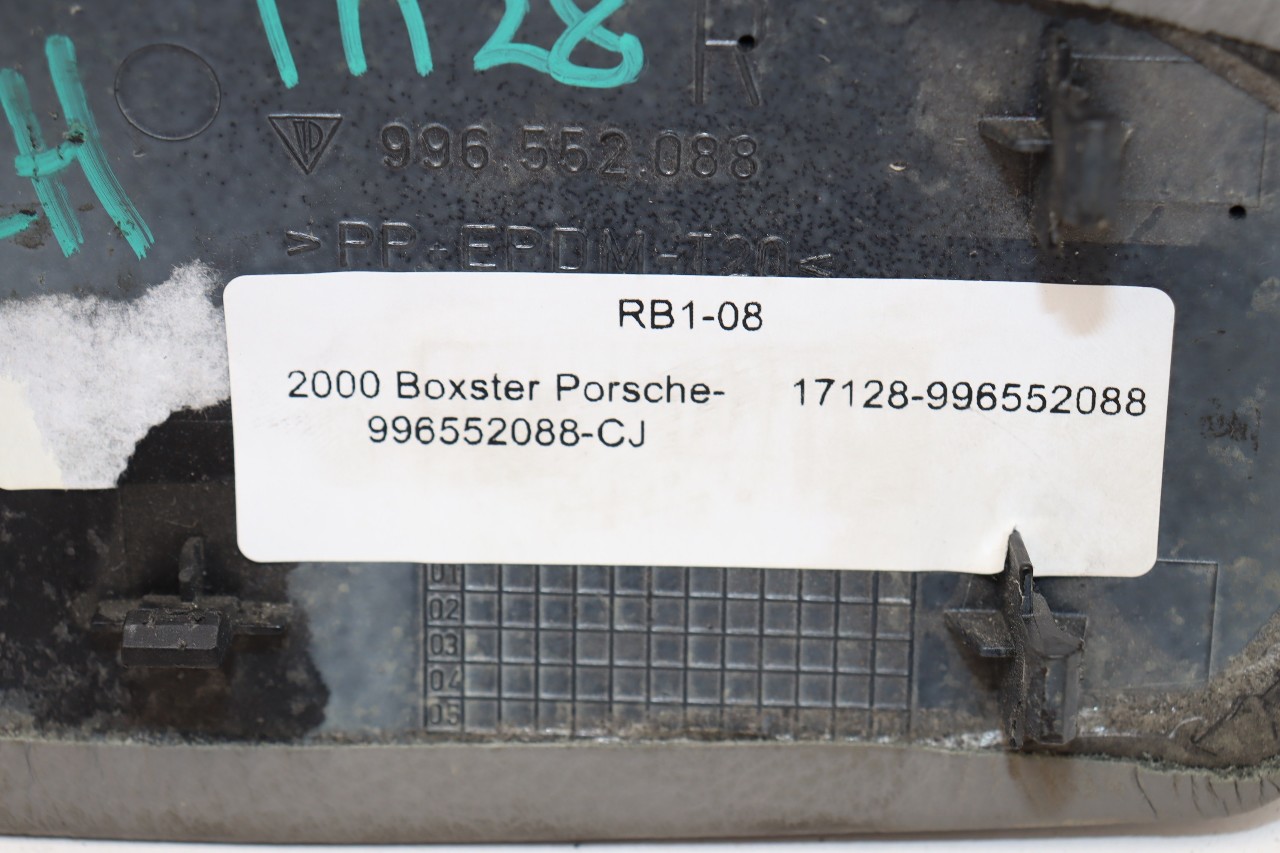 28
R
H
996.552.088
>PP+EPDM-T20<
RB1-08
2000 Boxster Porsche-
996552088-CJ
17128-996552088
01
02
03
04
05